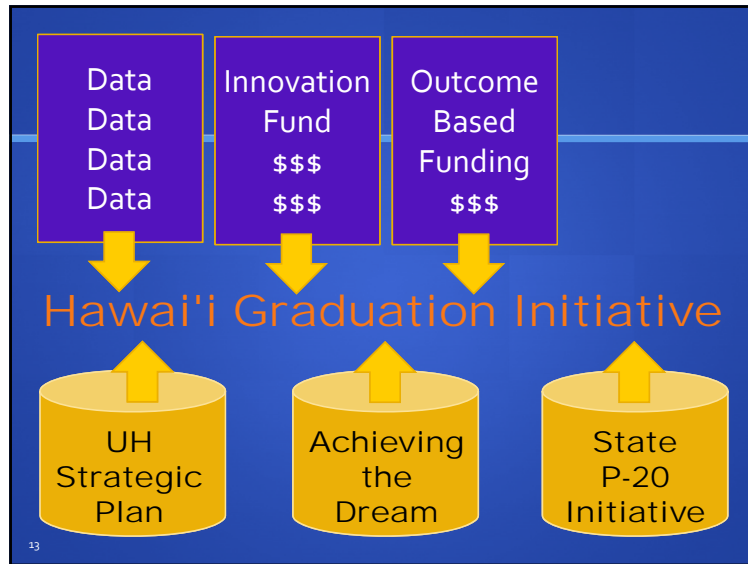 Data
Data
Data
Data
Innovation
Fund
$$$
$$$
Outcome
Based
Funding
$$$
Hawai'i Graduation Initiative
UH
Strategic
Plan
Achieving
the
Dream
State
P-20
Initiative
13